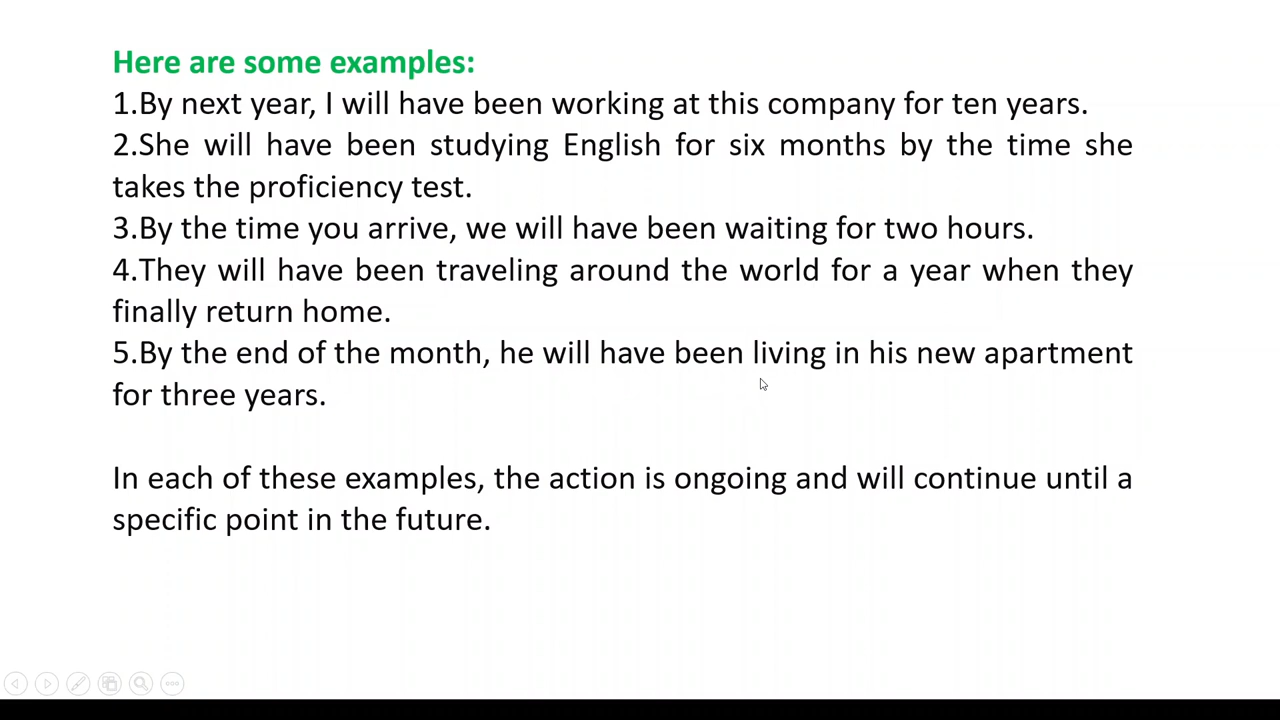 Here are some examples:
1.By next year, I will have been working at this company for ten years.
2.She will have been studying English for six months by the time she
takes the proficiency test.
3.By the time you arrive, we will have been waiting for two hours.
4.They will have been traveling around the world for a year when they
finally return home.
5.By the end of the month, he will have been living in his new apartment
for three years.
In each of these examples, the action is ongoing and will continue until a
specific point in the future.